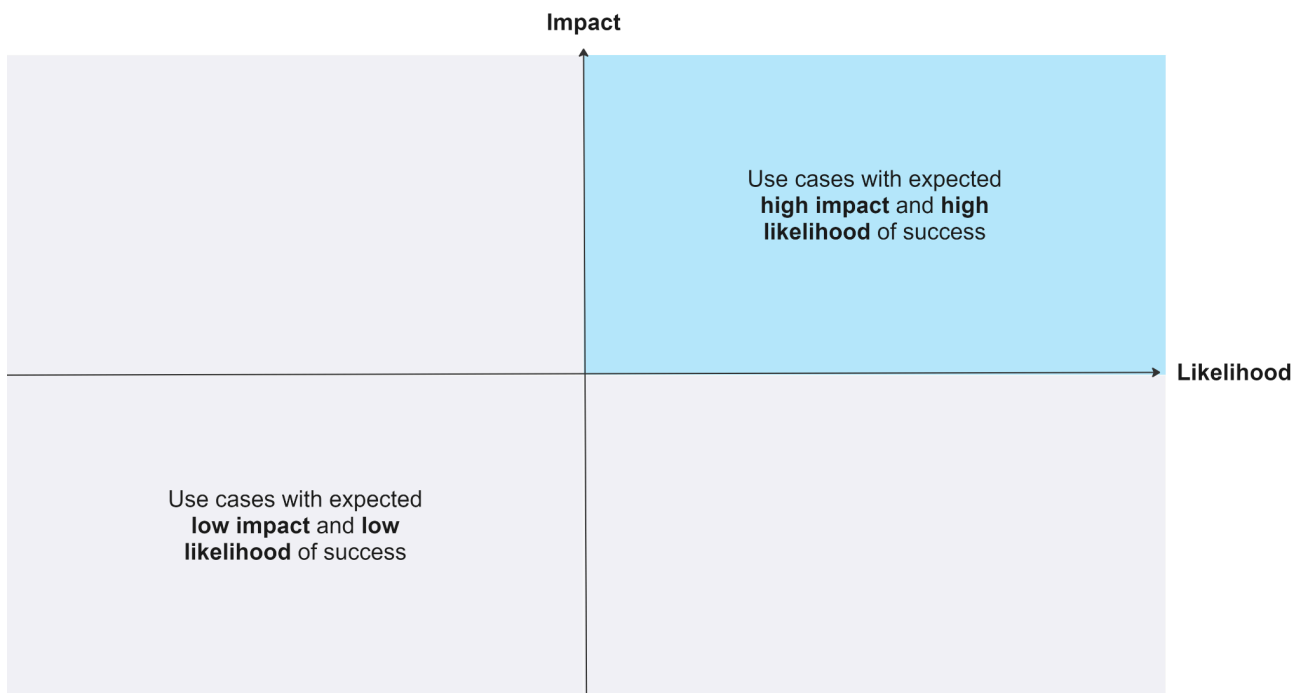 Impact
Use cases with expected
high impact and high
likelihood of success
Likelihood
Use cases with expected
low impact and low
likelihood of success